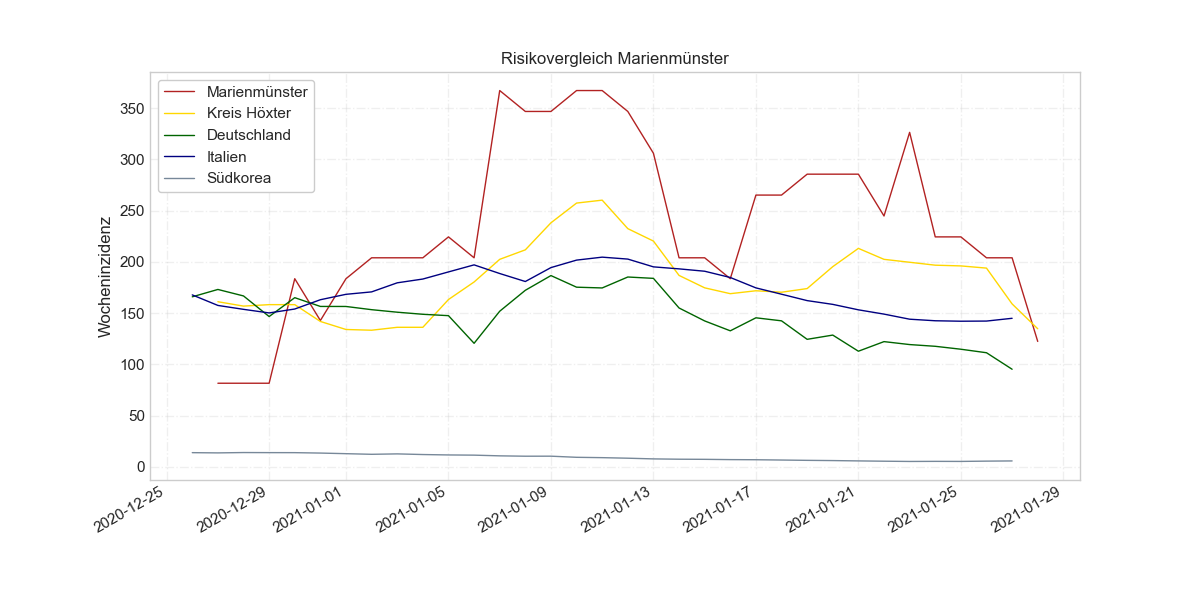 Risikovergleich Marienmünster
Marienmünster
Kreis Höxter
Deutschland
Italien
Südkorea
Wocheninzidenz
350
300
250
200
150
100
50
0
2020-12-25
2020-12-29
2021-01-01
2021-01-05
2021-01-09
2021-01-13
2021-01-17
2021-01-21
2021-01-25
2021-01-29